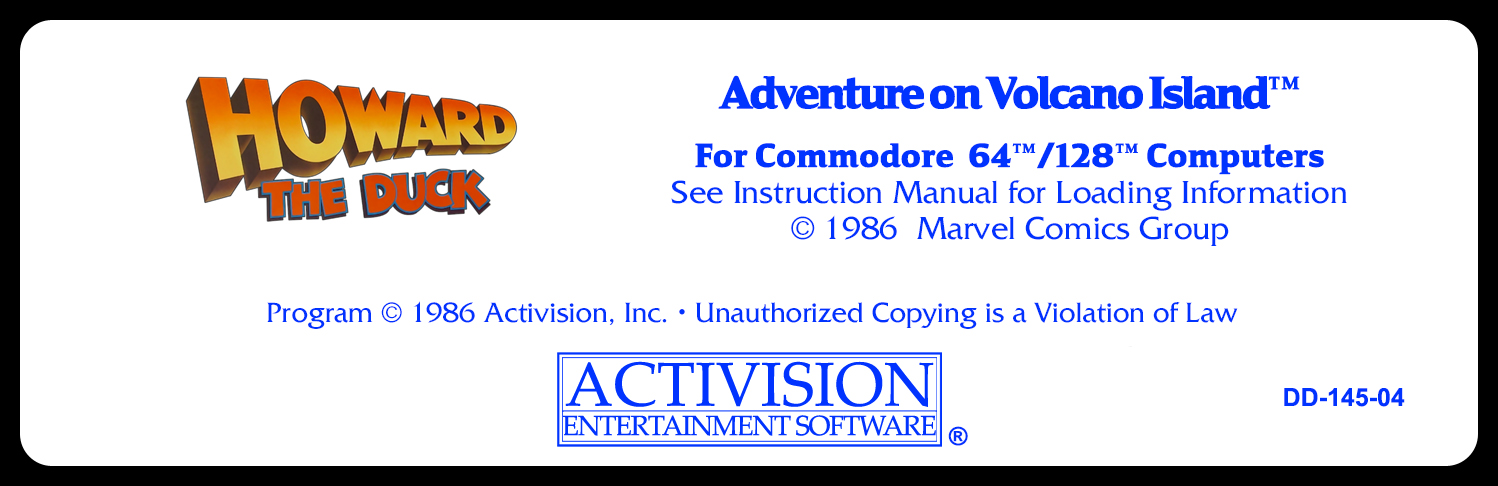 HOWARD
THE DUCK
Adventure on Volcano Island™
For Commodore 64™/128™ Computers
See Instruction Manual for Loading Information
© 1986 Marvel Comics Group
Program © 1986 Activision, Inc. • Unauthorized Copying is a Violation of Law
ACTIVISION
ENTERTAINMENT SOFTWARE ®
DD-145-04